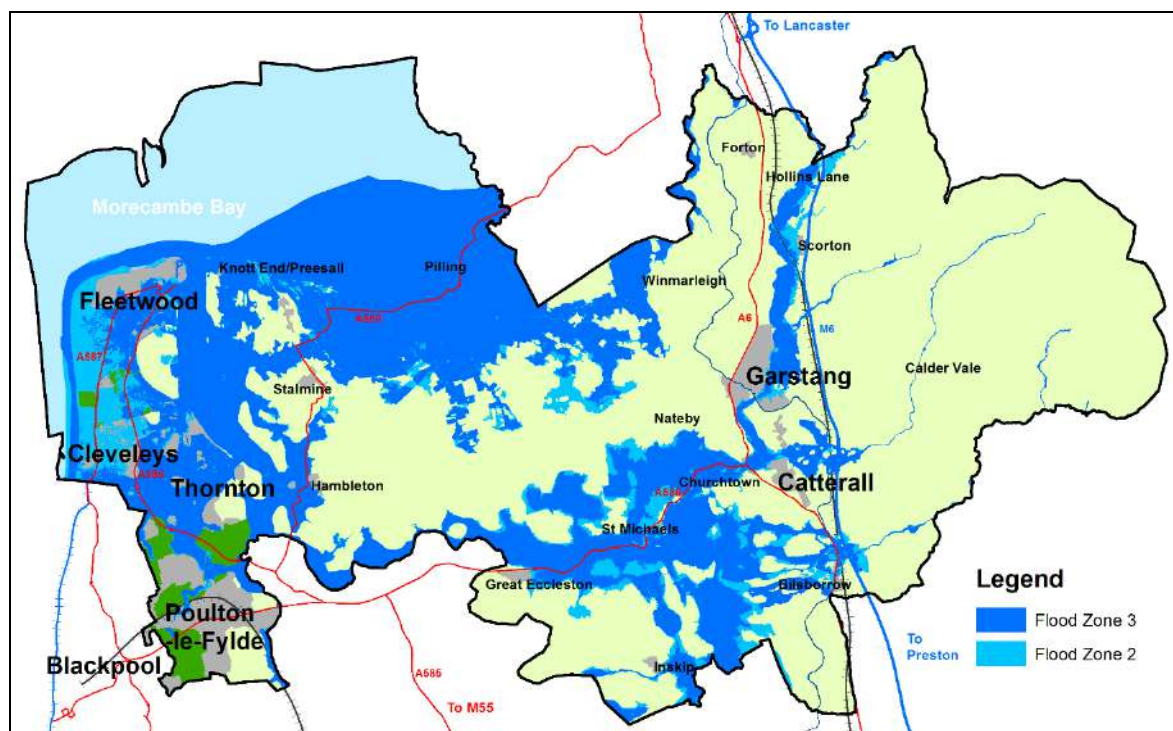 To Lancaster
Forton
Hollins Lane
Morecambe Bay
Scorton
Knott End/Preesall
Pilling
Winmarleigh
Fleetwood
A6
M6
A587
Garstang
Calder Vale
Stalmine
Nateby
Cleveleys
Thornton
Hambleton
Churchtown
Catterall
St Michaels
Great Eccleston
Bilsborrow
Legend
Flood Zone 3
Flood Zone 2
Poulton
-le-Fylde
To
Preston
Blackpool
Inskip
A585
To M55